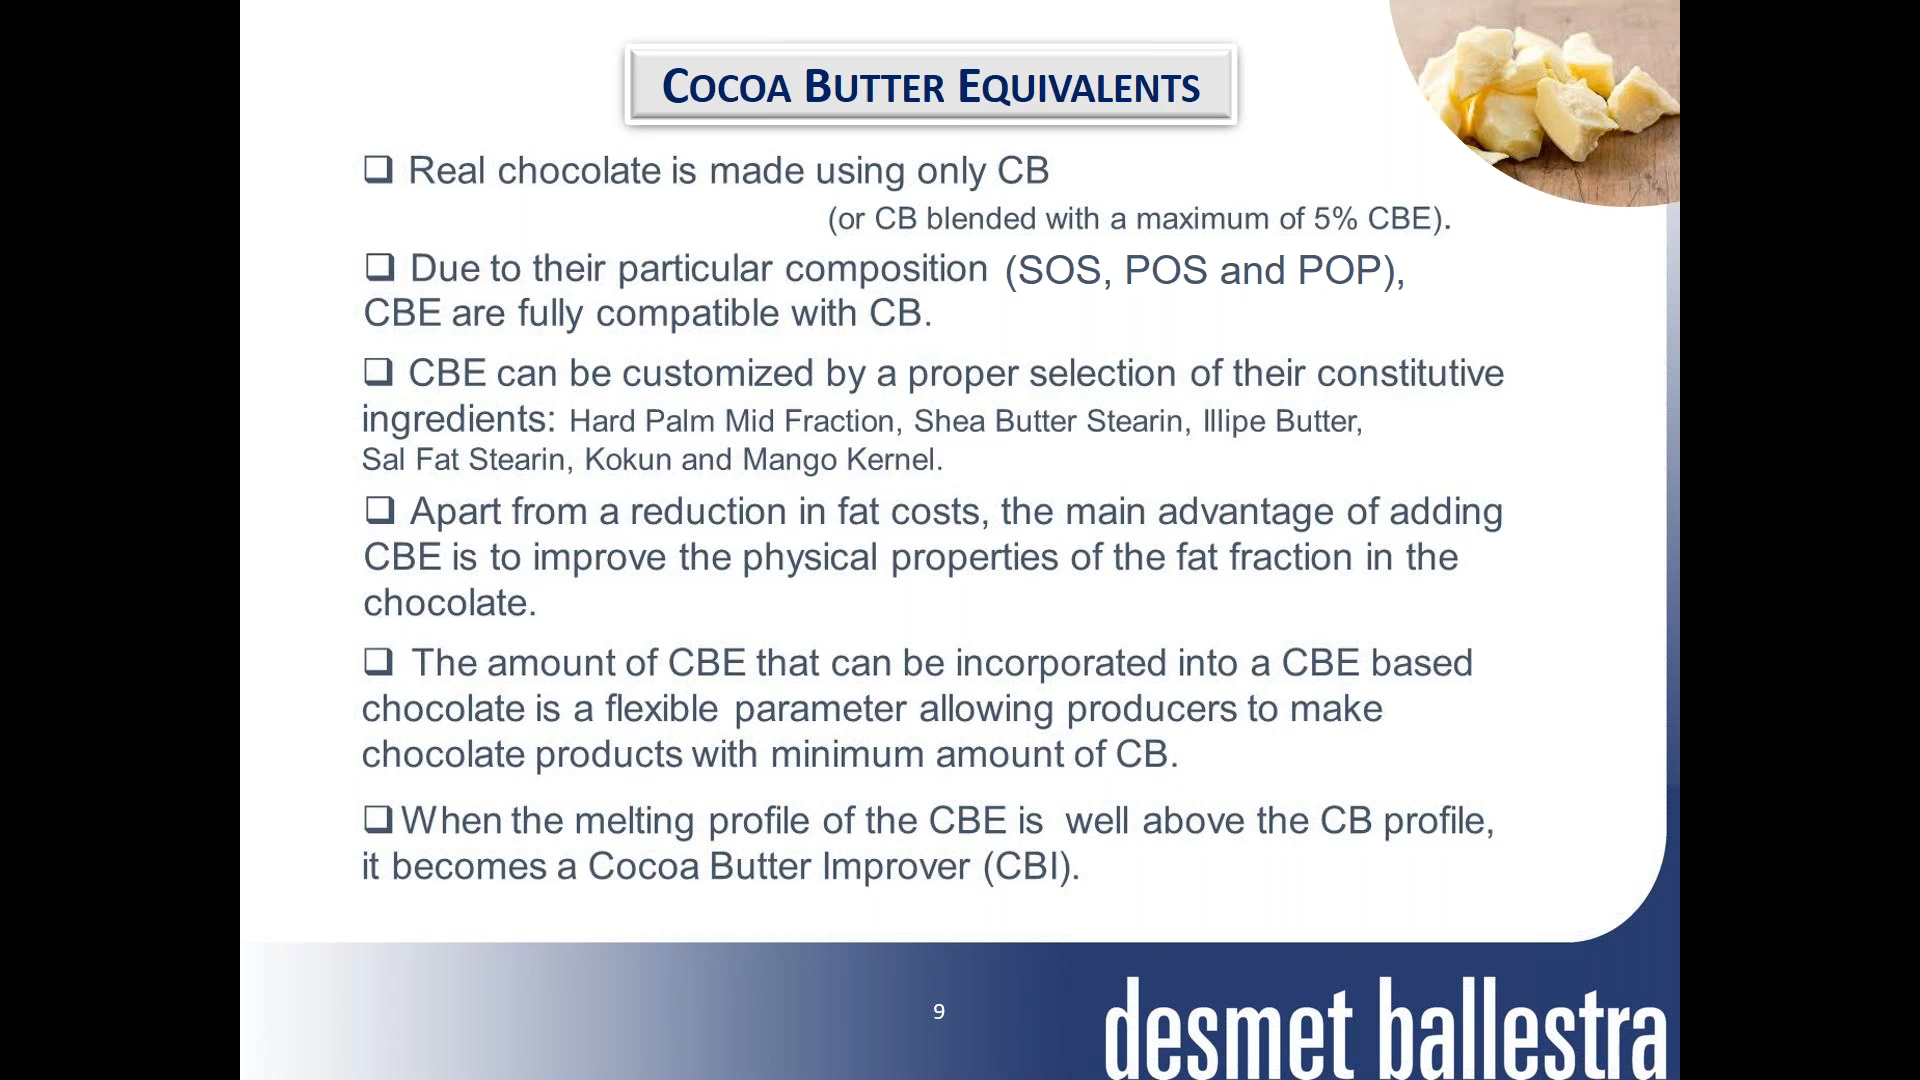 COCOA BUTTER EQUIVALENTS
❑ Real chocolate is made using only CB
(or CB blended with a maximum of 5% CBE).
❑ Due to their particular composition (SOS, POS and POP),
CBE are fully compatible with CB.
❑ CBE can be customized by a proper selection of their constitutive
ingredients: Hard Palm Mid Fraction, Shea Butter Stearin, Illipe Butter,
Sal Fat Stearin, Kokun and Mango Kernel.
❑ Apart from a reduction in fat costs, the main advantage of adding
CBE is to improve the physical properties of the fat fraction in the
chocolate.
❑ The amount of CBE that can be incorporated into a CBE based
chocolate is a flexible parameter allowing producers to make
chocolate products with minimum amount of CB.
❑ When the melting profile of the CBE is well above the CB profile,
it becomes a Cocoa Butter Improver (CBI).
9
desmet ballestra